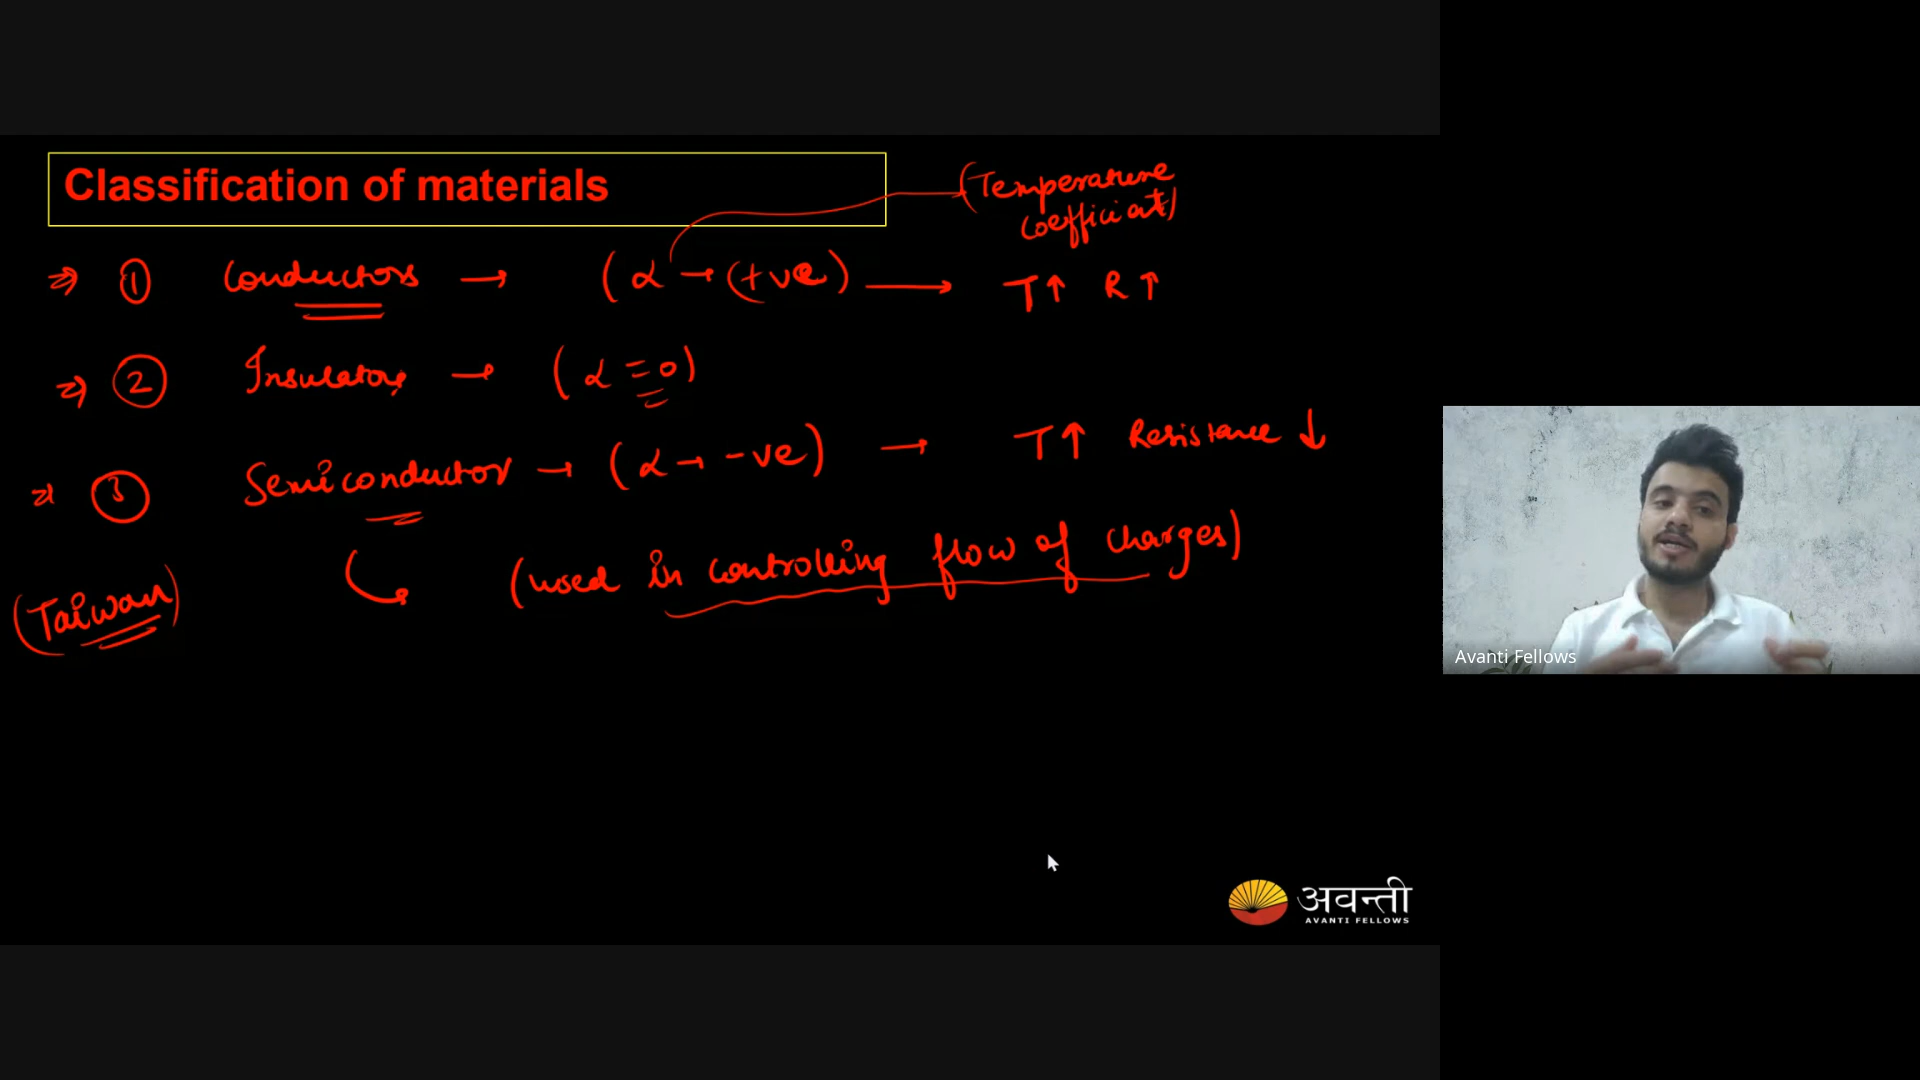 Classification of materials
(Temperature
coefficient)
⇒ ① Conductors → (α → (+ve)) → T↑ R↑
⇒ ② Insulators → (α = 0)
⇒ ③ Semiconductor → (α → -ve) → T↑ Resistance ↓
(used in controlling flow of charges)
(Taiwan)
Avanti Fellows
अवन्ती
AVANTI FELLOWS